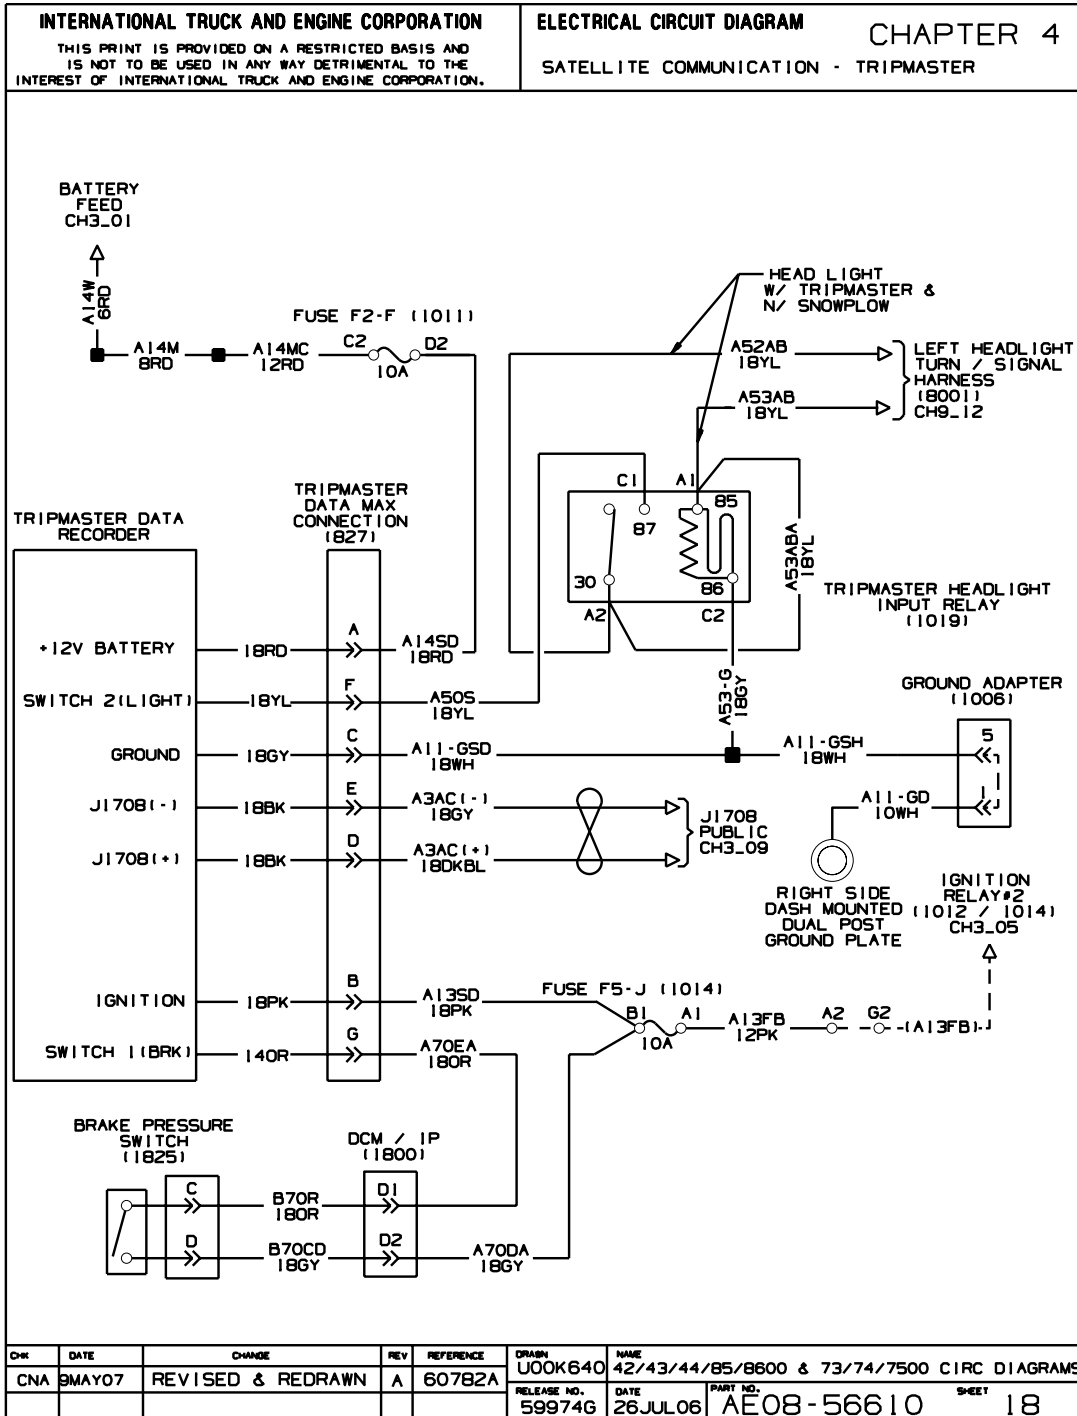 INTERNATIONAL TRUCK AND ENGINE CORPORATION
THIS PRINT IS PROVIDED ON A RESTRICTED BASIS AND
IS NOT TO BE USED IN ANY WAY DETRIMENTAL TO THE
INTEREST OF INTERNATIONAL TRUCK AND ENGINE CORPORATION.
ELECTRICAL CIRCUIT DIAGRAM
CHAPTER 4
SATELLITE COMMUNICATION - TRIPMASTER
BATTERY
FEED
CH3_01
A14W
6RD
A14M
8RD
A14MC
12RD
FUSE F2-F (1011)
C2
D2
10A
HEAD LIGHT
W/ TRIPMASTER &
N/ SNOWPLOW
A52AB
18YL
A53AB
18YL
LEFT HEADLIGHT
TURN / SIGNAL
HARNESS
(8001)
CH9_12
C1
A1
85
87
30
86
A2
C2
A53ABA
18YL
TRIPMASTER HEADLIGHT
INPUT RELAY
(1019)
TRIPMASTER DATA
RECORDER
TRIPMASTER
DATA MAX
CONNECTION
(827)
+12V BATTERY
18RD
A
A14SD
18RD
SWITCH 2(LIGHT)
18YL
F
A50S
18YL
A53-G
18GY
GROUND
18GY
C
A11-GSD
18WH
A11-GSH
18WH
GROUND ADAPTER
(1006)
5
1
A11-GD
10WH
J1708(-)
18BK
E
A3AC(-)
18GY
J1708(+)
18BK
D
A3AC(+)
18DKBL
J1708
PUBLIC
CH3_09
RIGHT SIDE
DASH MOUNTED
DUAL POST
GROUND PLATE
IGNITION
RELAY#2
(1012 / 1014)
CH3_05
IGNITION
18PK
B
A13SD
18PK
FUSE F5-J (1014)
B1
A1
10A
A13FB
12PK
A2
G2
(A13FB)
SWITCH 1(BRK)
14OR
G
A70EA
18OR
BRAKE PRESSURE
SWITCH
(1825)
DCM / IP
(1800)
C
B70R
18OR
D1
D
B70CD
18GY
D2
A70DA
18GY
CHK
DATE
CHANGE
REV
REFERENCE
CNA
9MAY07
REVISED & REDRAWN
A
60782A
DRAWN
U00K640
NAME
42/43/44/85/8600 & 73/74/7500 CIRC DIAGRAMS
RELEASE NO.
59974G
DATE
26JUL06
PART NO.
AE08-56610
SHEET
18